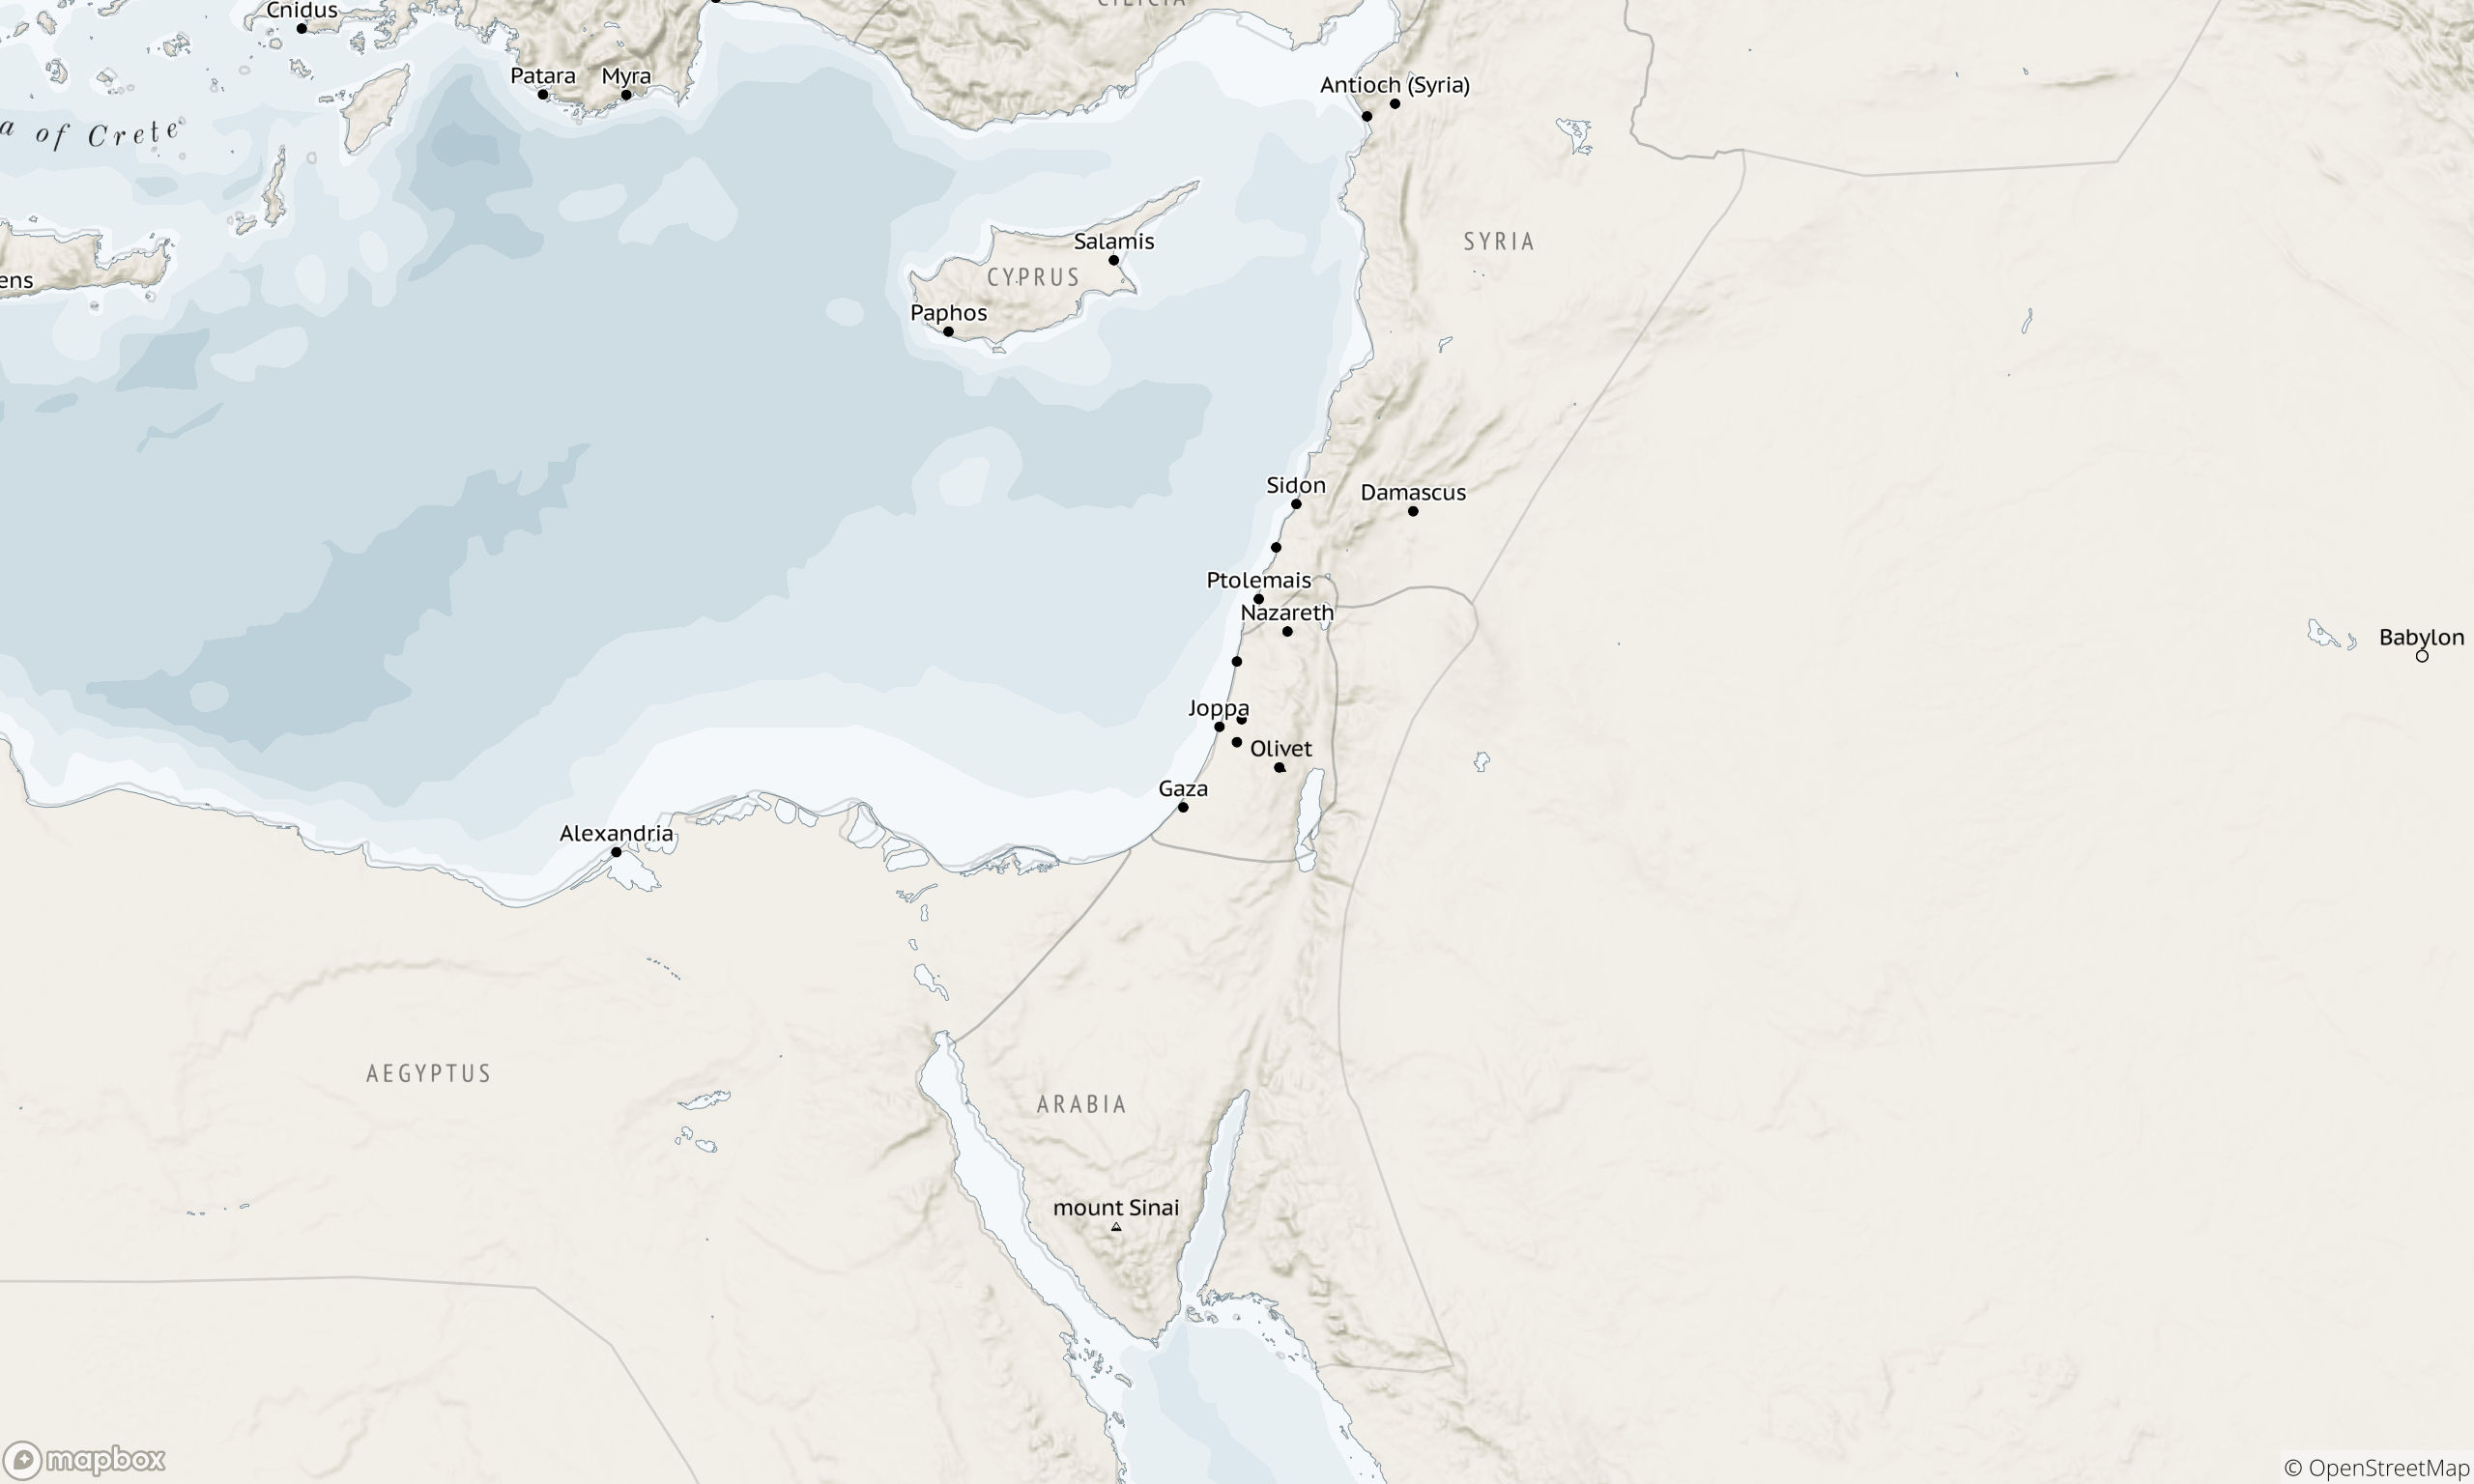 CILICIA
Cnidus
Patara
Myra
Antioch (Syria)
a of Crete
Salamis
SYRIA
CYPRUS
ens
Paphos
Sidon
Damascus
Ptolemais
Nazareth
Babylon
Joppa
Olivet
Gaza
Alexandria
AEGYPTUS
ARABIA
mount Sinai
mapbox
© OpenStreetMap